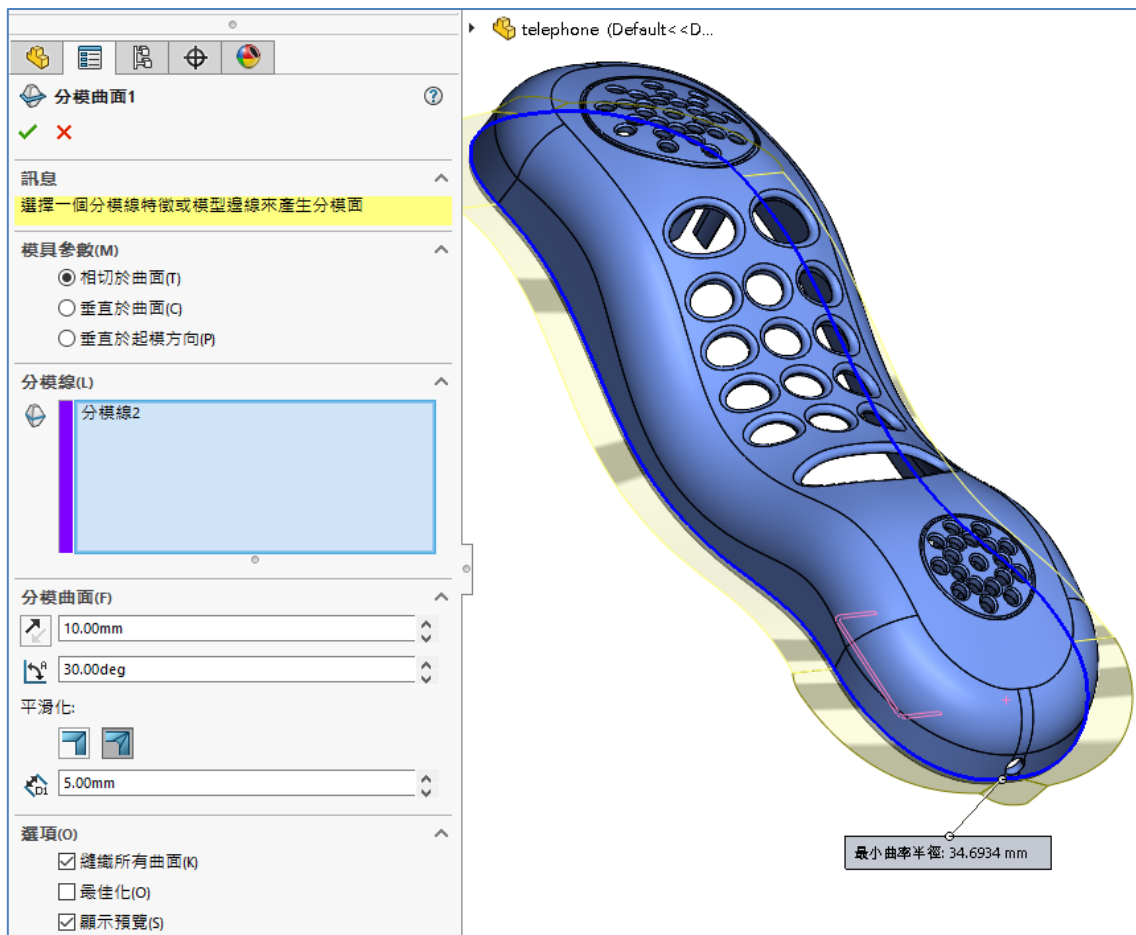 telephone (Default<<D...
分模曲面1
訊息
選擇一個分模線特徵或模型邊線來產生分模面
模具參數(M)
相切於曲面(T)
垂直於曲面(C)
垂直於起模方向(P)
分模線(L)
分模線2
分模曲面(F)
10.00mm
30.00deg
平滑化:
D1
5.00mm
最小曲率半徑: 34.6934 mm
選項(O)
縫織所有曲面(K)
最佳化(O)
顯示預覽(S)